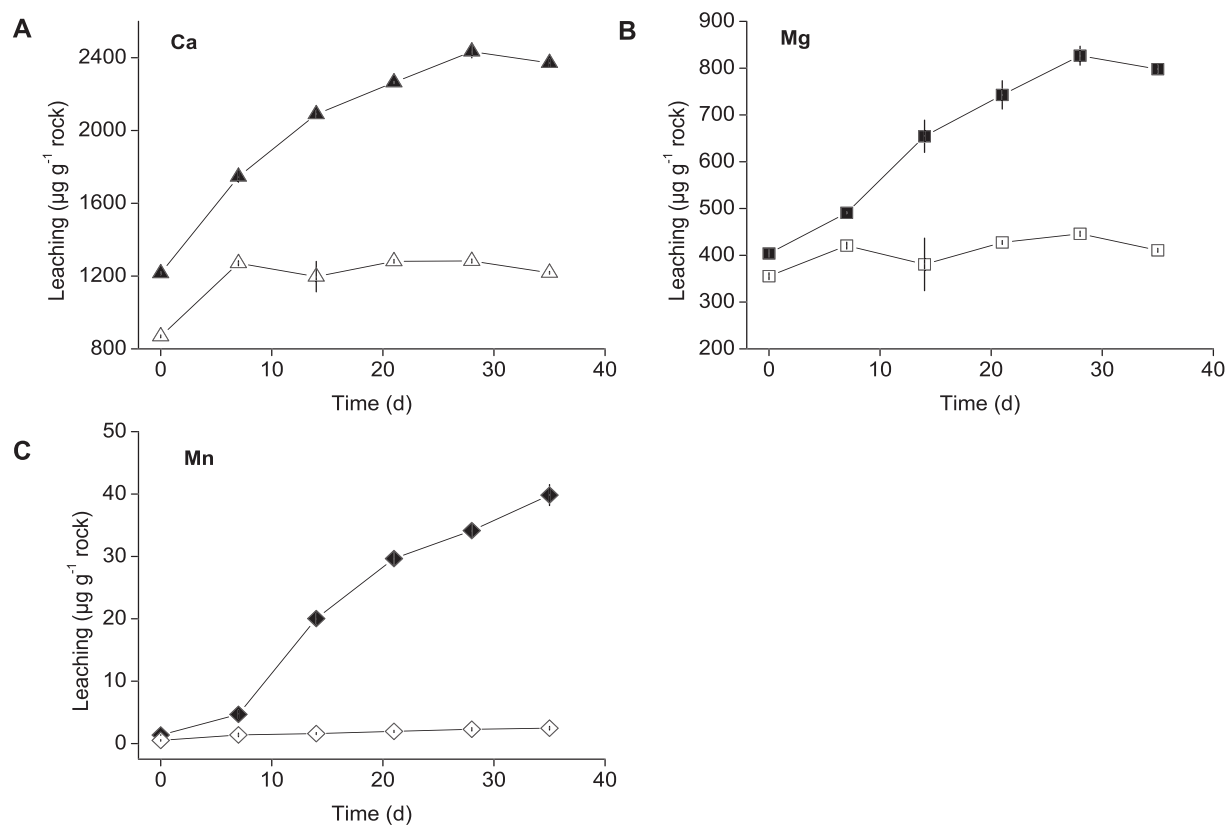 A
Ca
Leaching (µg g⁻¹ rock)
2400
2000
1600
1200
800
0 10 20 30 40
Time (d)
B
Mg
Leaching (µg g⁻¹ rock)
900
800
700
600
500
400
300
200
0 10 20 30 40
Time (d)
C
Mn
Leaching (µg g⁻¹ rock)
50
40
30
20
10
0
0 10 20 30 40
Time (d)